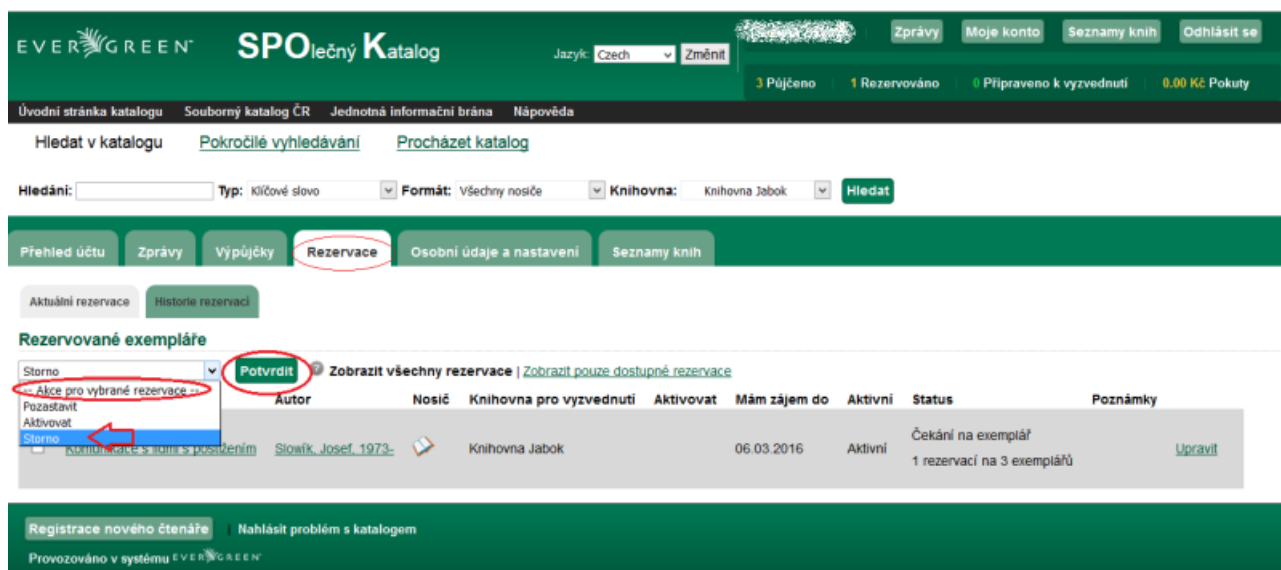 EVERGREEN SPOlečný Katalog Jazyk: Czech Změnit Zprávy Moje konto Seznamy knih Odhlásit se
3 Půjčeno 1 Rezervováno 0 Připraveno k vyzvednutí 0.00 Kč Pokuty
Úvodní stránka katalogu Souborný katalog ČR Jednotná informační brána Nápověda
Hledat v katalogu Pokročilé vyhledávání Procházet katalog
Hledání: Typ: Klíčové slovo Formát: Všechny nosiče Knihovna: Knihovna Jabok Hledat
Přehled účtu Zprávy Výpůjčky Rezervace Osobní údaje a nastavení Seznamy knih
Aktuální rezervace Historie rezervací
Rezervované exempláře
Storno Potvrdit Zobrazit všechny rezervace | Zobrazit pouze dostupné rezervace
-- Akce pro vybrané rezervace --
Autor Nosič Knihovna pro vyzvednutí Aktivovat Mám zájem do Aktivní Status Poznámky
Pozastavit
Aktivovat
Storno
Komunikace s lidmi s postižením Slowík, Josef, 1973- Knihovna Jabok 06.03.2016 Aktivní Čekání na exemplář
1 rezervací na 3 exemplářů Upravit
Registrace nového čtenáře | Nahlásit problém s katalogem
Provozováno v systému EVERGREEN